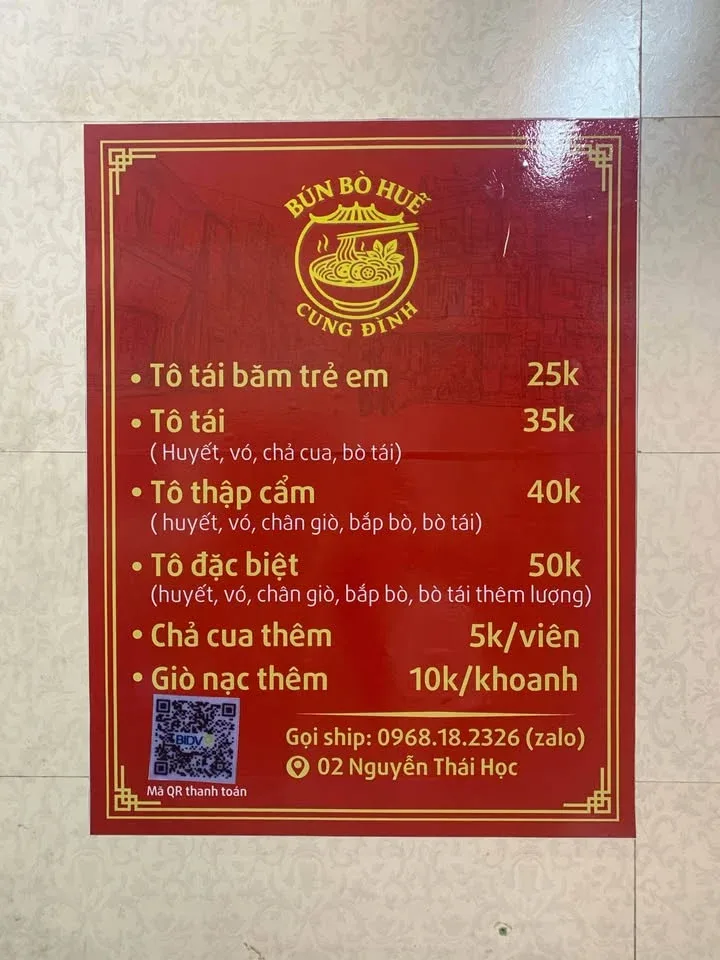 BÚN BÒ HUẾ
CUNG ĐÌNH
• Tô tái băm trẻ em 25k
• Tô tái 35k
( Huyết, vó, chả cua, bò tái)
• Tô thập cẩm 40k
( huyết, vó, chân giò, bắp bò, bò tái)
• Tô đặc biệt 50k
(huyết, vó, chân giò, bắp bò, bò tái thêm lượng)
• Chả cua thêm 5k/viên
• Giò nạc thêm 10k/khoanh
BIDV
Mã QR thanh toán
Gọi ship: 0968.18.2326 (zalo)
02 Nguyễn Thái Học